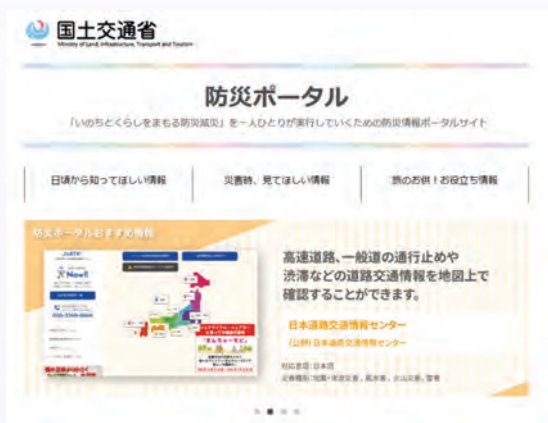 国土交通省
Ministry of Land, Infrastructure, Transport and Tourism
防災ポータル
「いのちとくらしをまもる防災減災」を一人ひとりが実行していくための防災情報ポータルサイト
日頃から知ってほしい情報
災害時、見てほしい情報
旅のお供！お役立ち情報
防災ポータルおすすめ情報
高速道路、一般道の通行止めや
渋滞などの道路交通情報を地図上で
確認することができます。
日本道路交通情報センター
(公財)日本道路交通情報センター
対応言語：日本語
Now!!